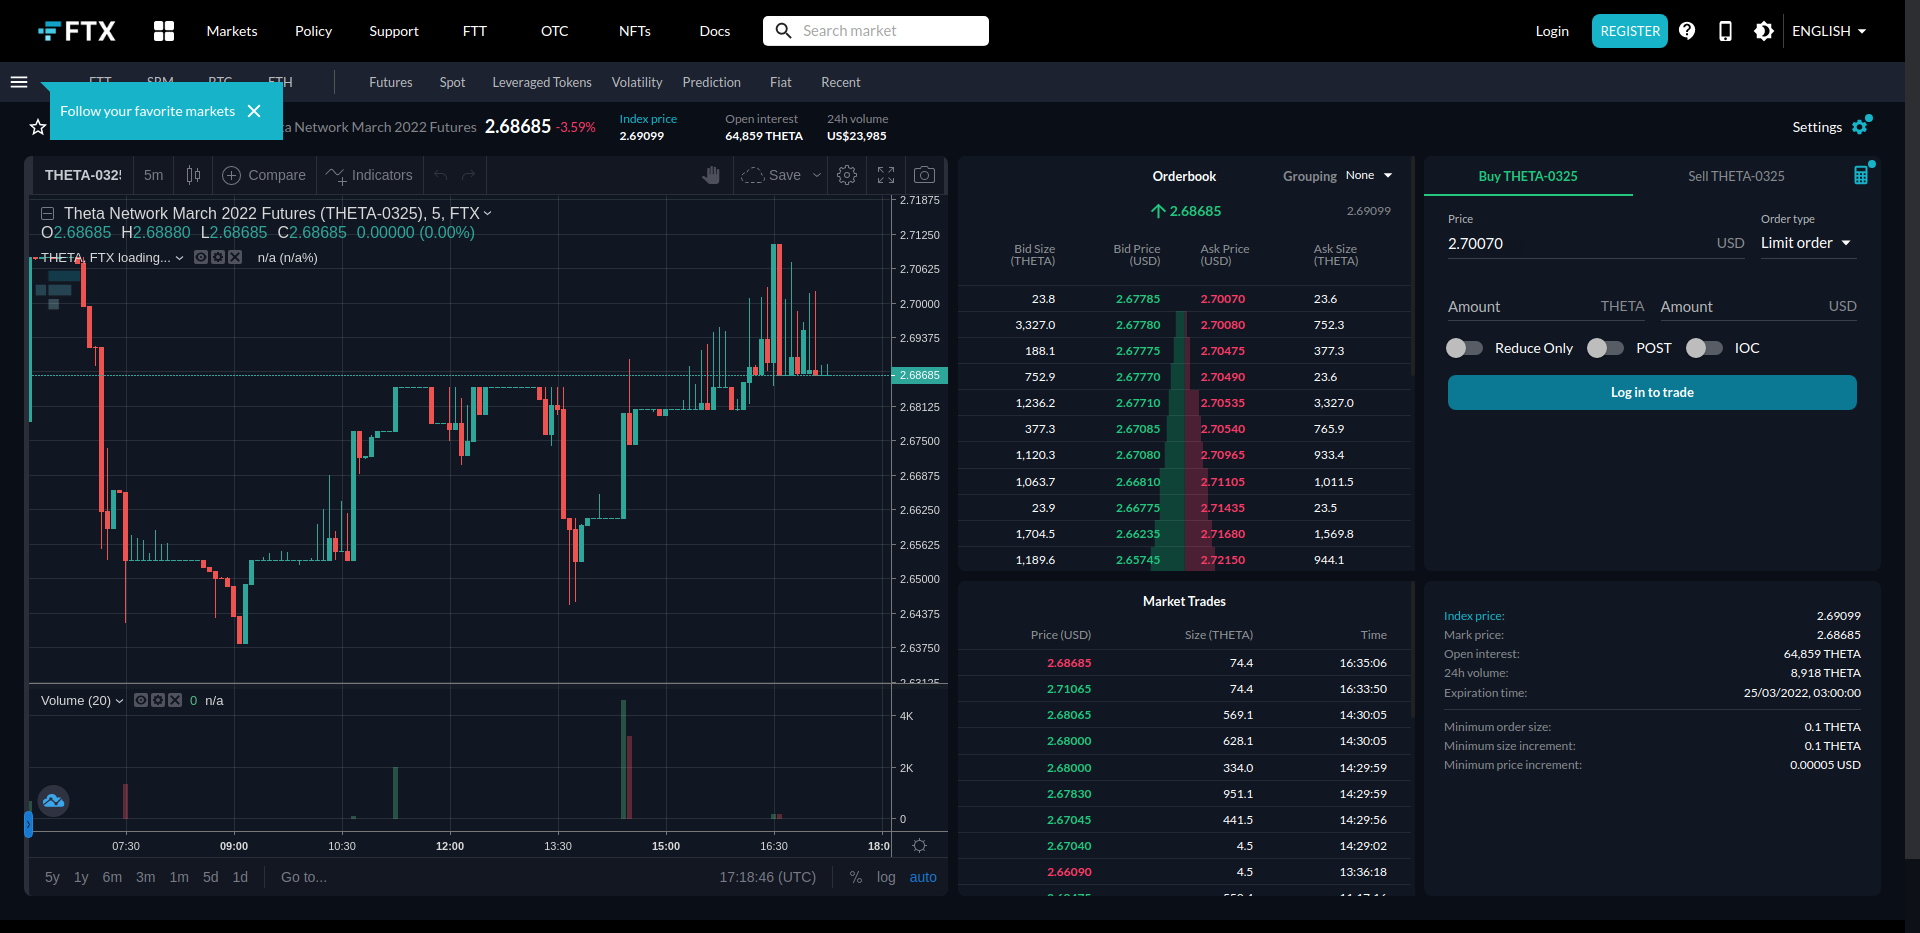 FTX Markets Policy Support FTT OTC NFTs Docs Search market Login REGISTER ENGLISH
FTT SRM BTC ETH Futures Spot Leveraged Tokens Volatility Prediction Fiat Recent
Follow your favorite markets
Network March 2022 Futures 2.68685 -3.59%
Index price
2.69099
Open interest
64,859 THETA
24h volume
US$23,985
Settings
THETA-0325 5m Compare Indicators Save
Theta Network March 2022 Futures (THETA-0325), 5, FTX
O2.68685 H2.68880 L2.68685 C2.68685 0.00000 (0.00%)
THETA, FTX loading... n/a (n/a%)
2.71875
2.71250
2.70625
2.70000
2.69375
2.68685
2.68125
2.67500
2.66875
2.66250
2.65625
2.65000
2.64375
2.63750
2.63125
Volume (20) 0 n/a
4K
2K
0
07:30 09:00 10:30 12:00 13:30 15:00 16:30 18:0
5y 1y 6m 3m 1m 5d 1d Go to... 17:18:46 (UTC) % log auto
Orderbook Grouping None
2.68685 2.69099
Bid Size (THETA) Bid Price (USD) Ask Price (USD) Ask Size (THETA)
23.8 2.67785 2.70070 23.6
3,327.0 2.67780 2.70080 752.3
188.1 2.67775 2.70475 377.3
752.9 2.67770 2.70490 23.6
1,236.2 2.67710 2.70535 3,327.0
377.3 2.67085 2.70540 765.9
1,120.3 2.67080 2.70965 933.4
1,063.7 2.66810 2.71105 1,011.5
23.9 2.66775 2.71435 23.5
1,704.5 2.66235 2.71680 1,569.8
1,189.6 2.65745 2.72150 944.1
Market Trades
Price (USD) Size (THETA) Time
2.68685 74.4 16:35:06
2.71065 74.4 16:33:50
2.68065 569.1 14:30:05
2.68000 628.1 14:30:05
2.68000 334.0 14:29:59
2.67830 951.1 14:29:59
2.67045 441.5 14:29:56
2.67040 4.5 14:29:02
2.66090 4.5 13:36:18
Buy THETA-0325 Sell THETA-0325
Price Order type
2.70070 USD Limit order
Amount THETA Amount USD
Reduce Only POST IOC
Log in to trade
Index price: 2.69099
Mark price: 2.68685
Open interest: 64,859 THETA
24h volume: 8,918 THETA
Expiration time: 25/03/2022, 03:00:00
Minimum order size: 0.1 THETA
Minimum size increment: 0.1 THETA
Minimum price increment: 0.00005 USD